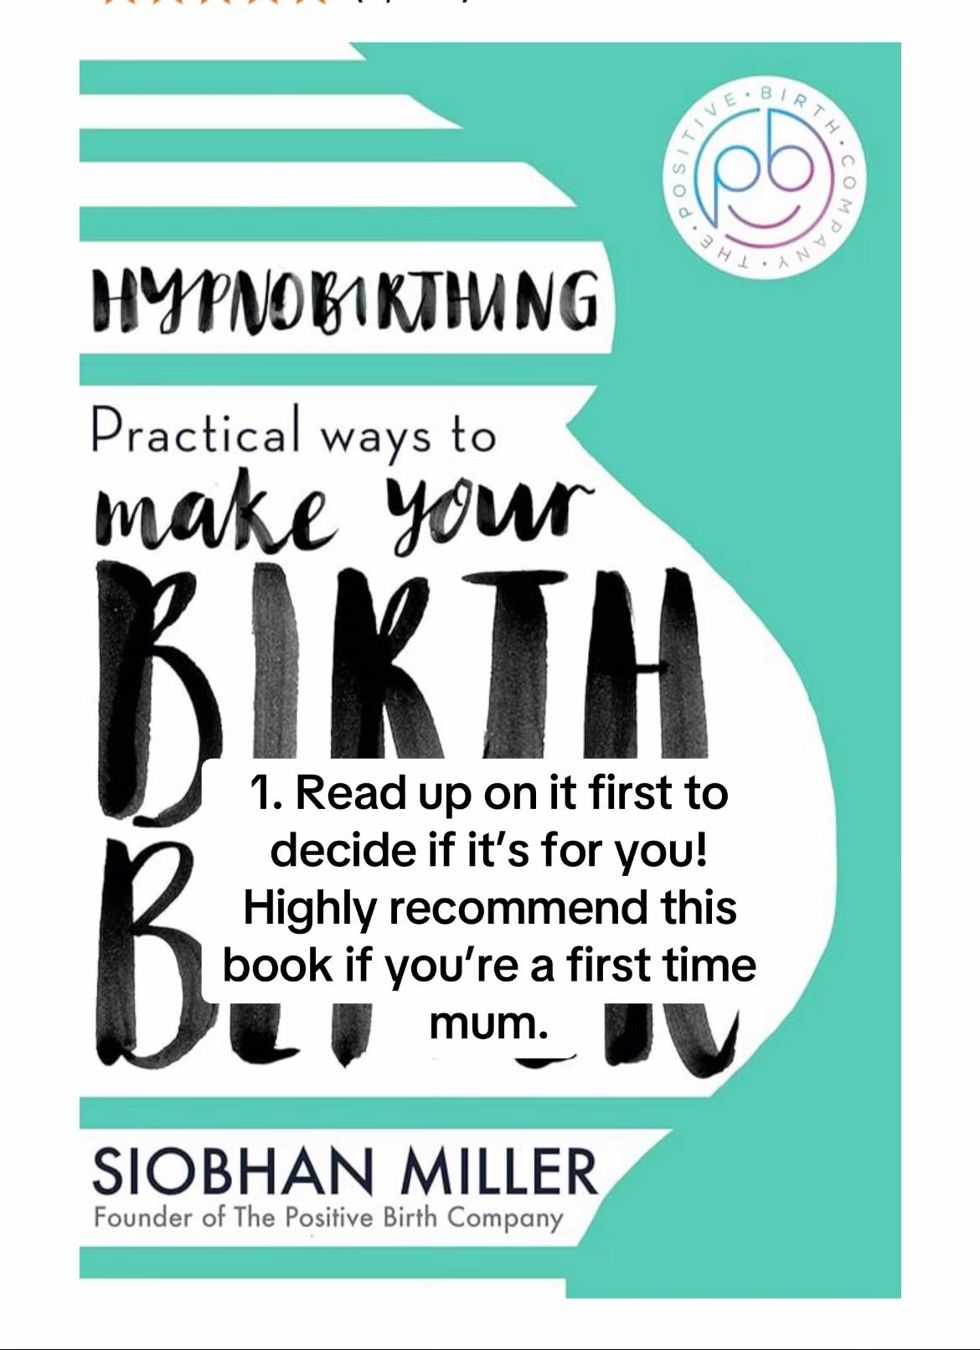 THE · POSITIVE · BIRTH · COMPANY ·
pb
HYPNOBIRTHING
Practical ways to
make your
BIRTH
1. Read up on it first to
decide if it’s for you!
Highly recommend this
book if you’re a first time
mum.
SIOBHAN MILLER
Founder of The Positive Birth Company